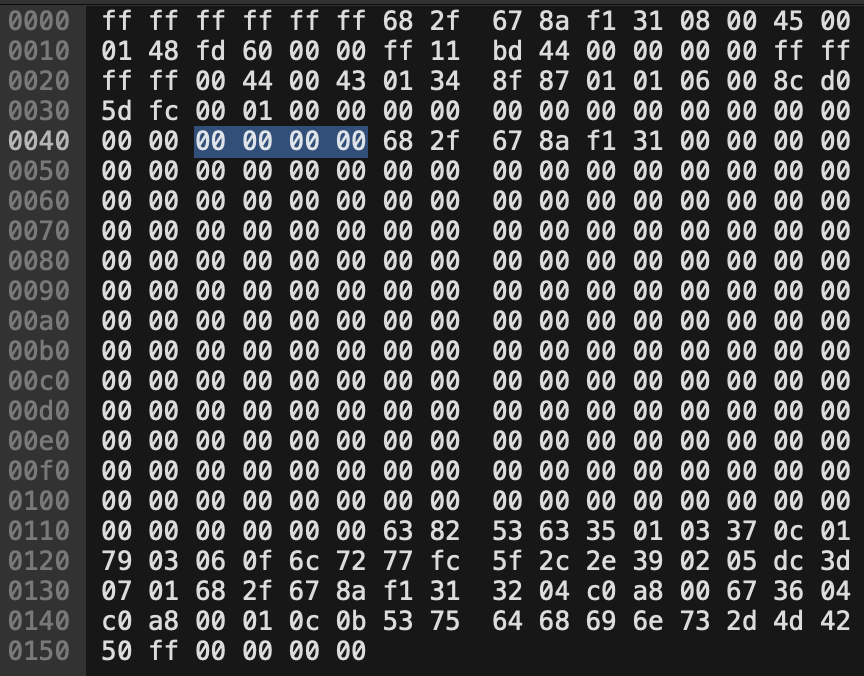 0000 ff ff ff ff ff ff 68 2f 67 8a f1 31 08 00 45 00
0010 01 48 fd 60 00 00 ff 11 bd 44 00 00 00 00 ff ff
0020 ff ff 00 44 00 43 01 34 8f 87 01 01 06 00 8c d0
0030 5d fc 00 01 00 00 00 00 00 00 00 00 00 00 00 00
0040 00 00 00 00 00 00 68 2f 67 8a f1 31 00 00 00 00
0050 00 00 00 00 00 00 00 00 00 00 00 00 00 00 00 00
0060 00 00 00 00 00 00 00 00 00 00 00 00 00 00 00 00
0070 00 00 00 00 00 00 00 00 00 00 00 00 00 00 00 00
0080 00 00 00 00 00 00 00 00 00 00 00 00 00 00 00 00
0090 00 00 00 00 00 00 00 00 00 00 00 00 00 00 00 00
00a0 00 00 00 00 00 00 00 00 00 00 00 00 00 00 00 00
00b0 00 00 00 00 00 00 00 00 00 00 00 00 00 00 00 00
00c0 00 00 00 00 00 00 00 00 00 00 00 00 00 00 00 00
00d0 00 00 00 00 00 00 00 00 00 00 00 00 00 00 00 00
00e0 00 00 00 00 00 00 00 00 00 00 00 00 00 00 00 00
00f0 00 00 00 00 00 00 00 00 00 00 00 00 00 00 00 00
0100 00 00 00 00 00 00 00 00 00 00 00 00 00 00 00 00
0110 00 00 00 00 00 00 63 82 53 63 35 01 03 37 0c 01
0120 79 03 06 0f 6c 72 77 fc 5f 2c 2e 39 02 05 dc 3d
0130 07 01 68 2f 67 8a f1 31 32 04 c0 a8 00 67 36 04
0140 c0 a8 00 01 0c 0b 53 75 64 68 69 6e 73 2d 4d 42
0150 50 ff 00 00 00 00